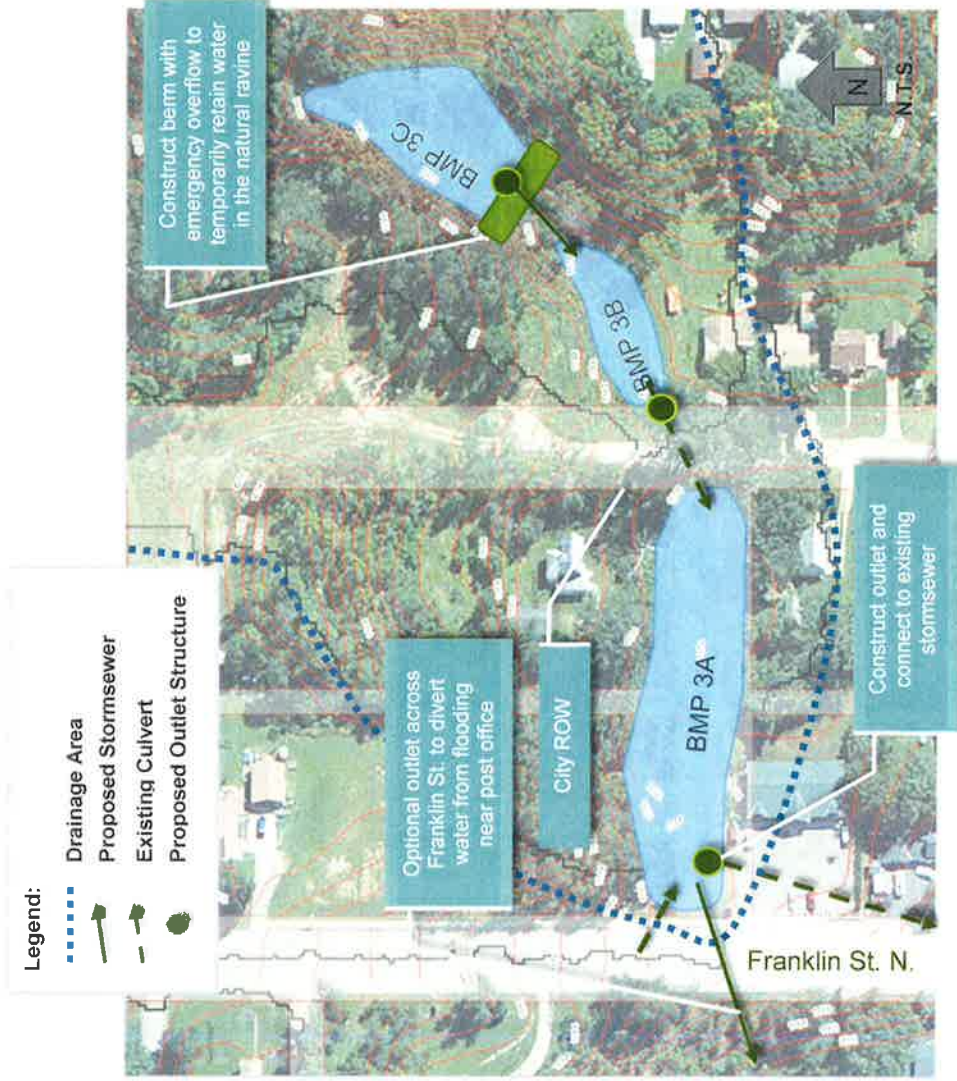 Legend:
Drainage Area
Proposed Stormsewer
Existing Culvert
Proposed Outlet Structure
Construct berm with
emergency overflow to
temporarily retain water
in the natural ravine
BMP 3C
BMP 3B
Optional outlet across
Franklin St. to divert
water from flooding
near post office
City ROW
BMP 3A
Construct outlet and
connect to existing
stormsewer
Franklin St. N.
N
N.T.S.